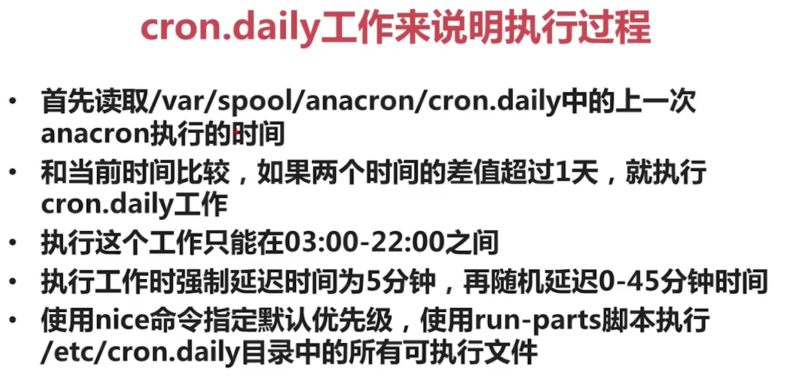 cron.daily工作来说明执行过程
• 首先读取/var/spool/anacron/cron.daily中的上一次
anacron执行的时间
• 和当前时间比较，如果两个时间的差值超过1天，就执行
cron.daily工作
• 执行这个工作只能在03:00-22:00之间
• 执行工作时强制延迟时间为5分钟，再随机延迟0-45分钟时间
• 使用nice命令指定默认优先级，使用run-parts脚本执行
/etc/cron.daily目录中的所有可执行文件